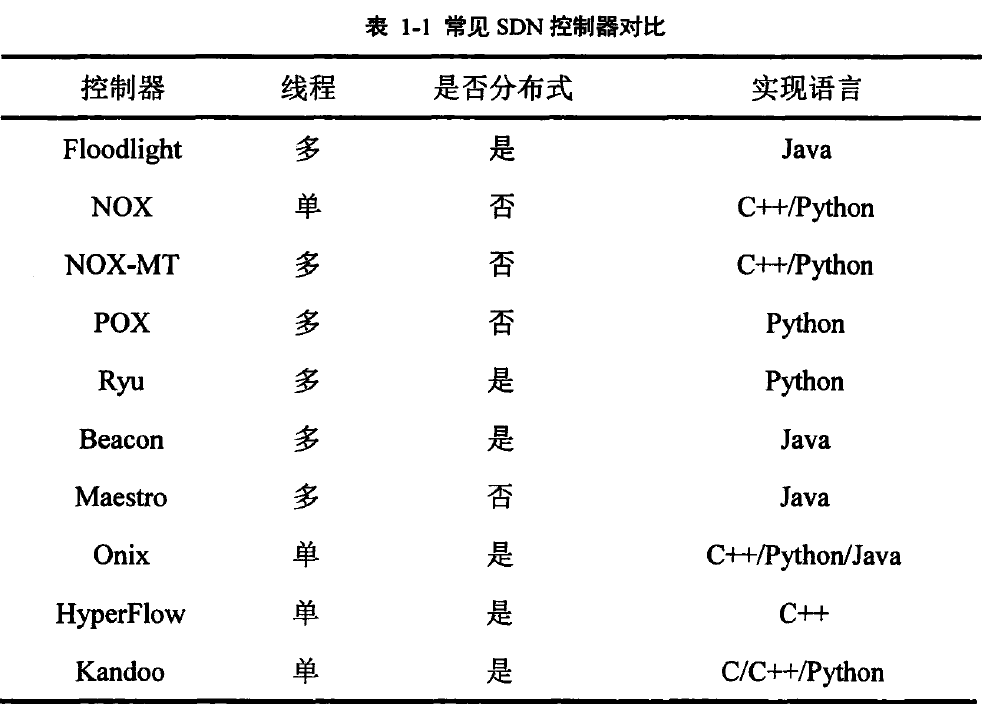 表 1-1 常见 SDN 控制器对比
控制器 线程 是否分布式 实现语言
Floodlight 多 是 Java
NOX 单 否 C++/Python
NOX-MT 多 否 C++/Python
POX 多 否 Python
Ryu 多 是 Python
Beacon 多 是 Java
Maestro 多 否 Java
Onix 单 是 C++/Python/Java
HyperFlow 单 是 C++
Kandoo 单 是 C/C++/Python